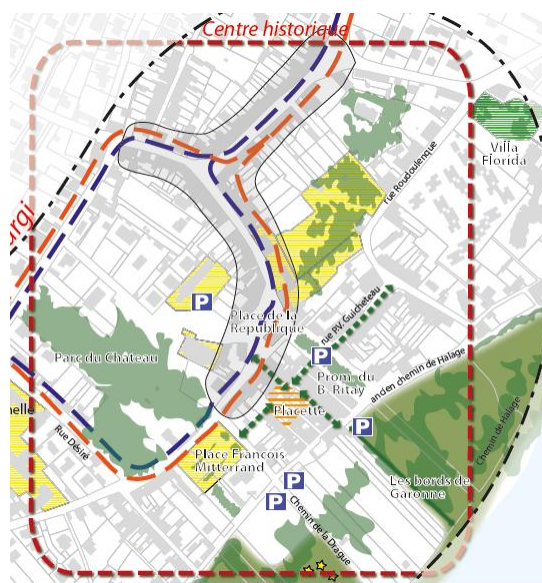 Centre historique
Villa
Florida
rue Roudoulenque
P
Place de la
République
rue P.V. Guicheteau
P
Parc du Château
Prom. du
B. Ritay
ancien chemin de Halage
Placette
Rue Désiré
Place François
Mitterrand
P
Chemin de Halage
P
P
Les bords de
Garonne
Chemin de la Drague